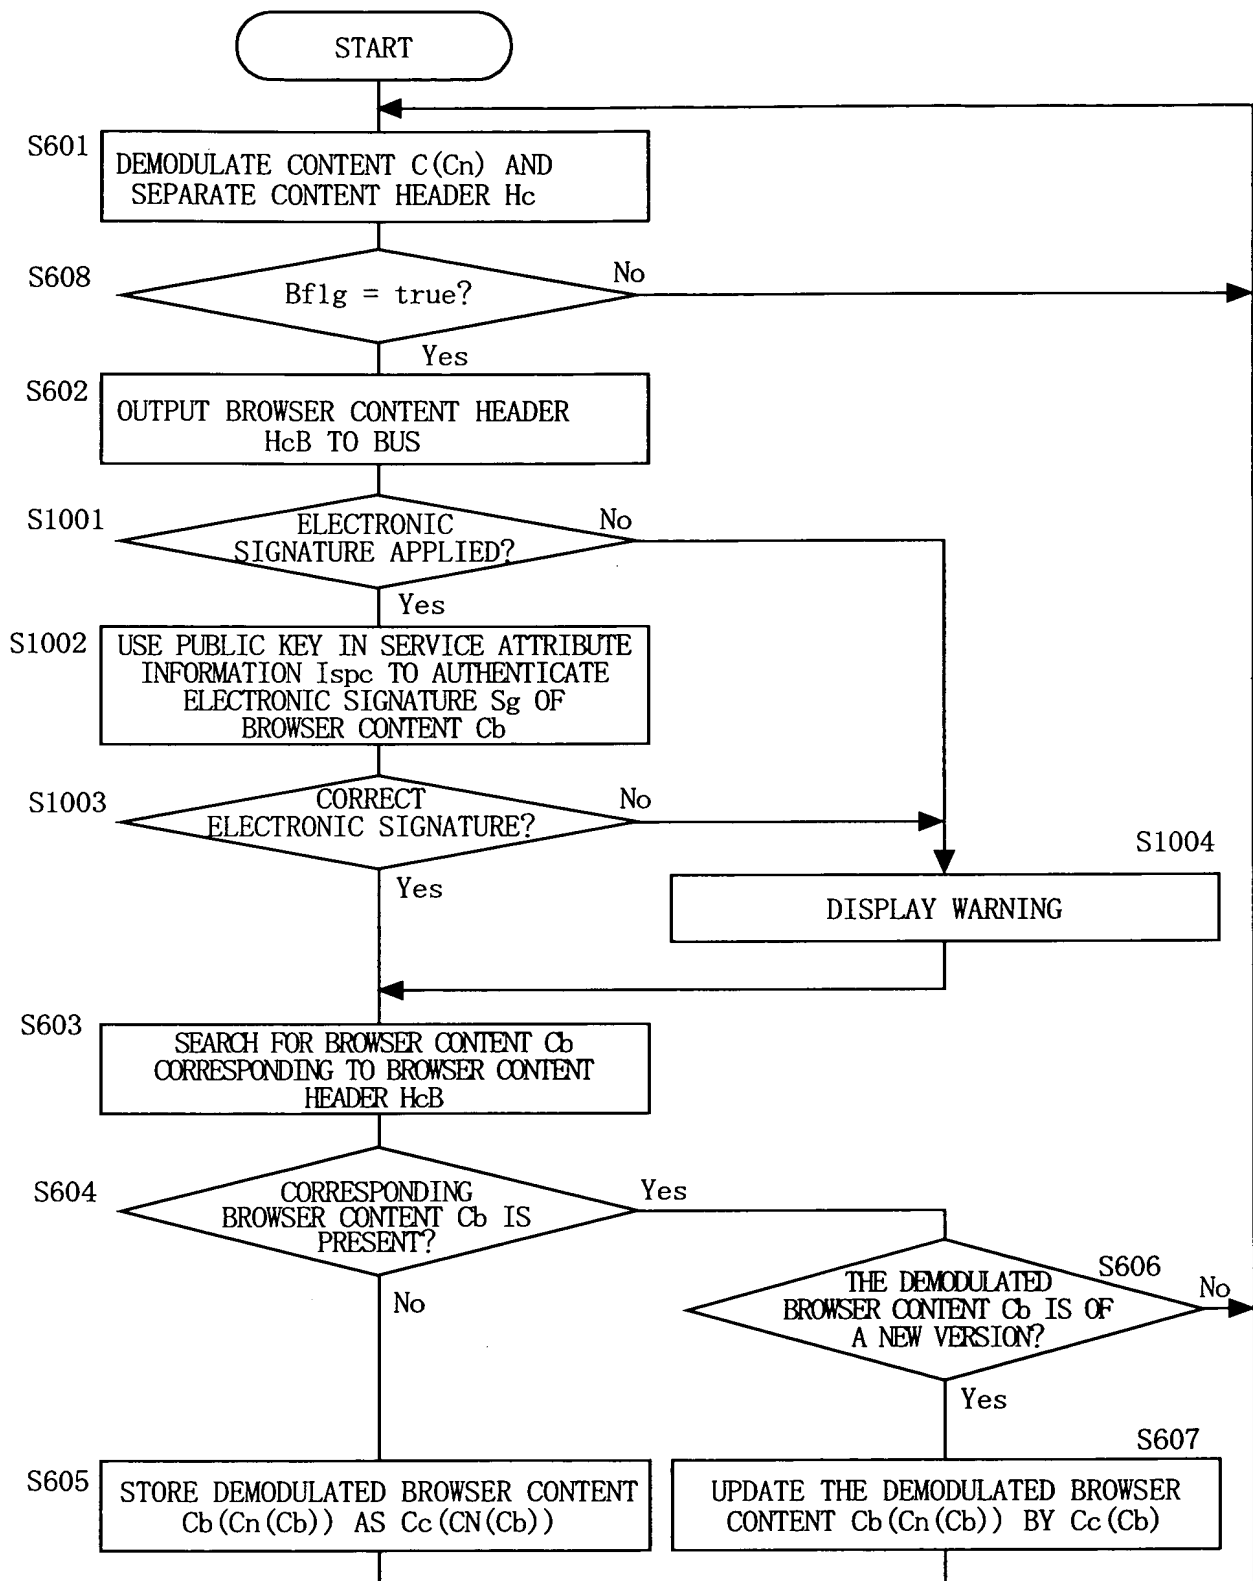 START
S601
DEMODULATE CONTENT C(Cn) AND
SEPARATE CONTENT HEADER Hc
S608
Bflg = true?
No
Yes
S602
OUTPUT BROWSER CONTENT HEADER
HcB TO BUS
S1001
ELECTRONIC
SIGNATURE APPLIED?
No
Yes
S1002
USE PUBLIC KEY IN SERVICE ATTRIBUTE
INFORMATION Ispc TO AUTHENTICATE
ELECTRONIC SIGNATURE Sg OF
BROWSER CONTENT Cb
S1003
CORRECT
ELECTRONIC SIGNATURE?
No
Yes
S1004
DISPLAY WARNING
S603
SEARCH FOR BROWSER CONTENT Cb
CORRESPONDING TO BROWSER CONTENT
HEADER HcB
S604
CORRESPONDING
BROWSER CONTENT Cb IS
PRESENT?
Yes
No
S606
THE DEMODULATED
BROWSER CONTENT Cb IS OF
A NEW VERSION?
No
Yes
S605
STORE DEMODULATED BROWSER CONTENT
Cb(Cn(Cb)) AS Cc(CN(Cb))
S607
UPDATE THE DEMODULATED BROWSER
CONTENT Cb(Cn(Cb)) BY Cc(Cb)